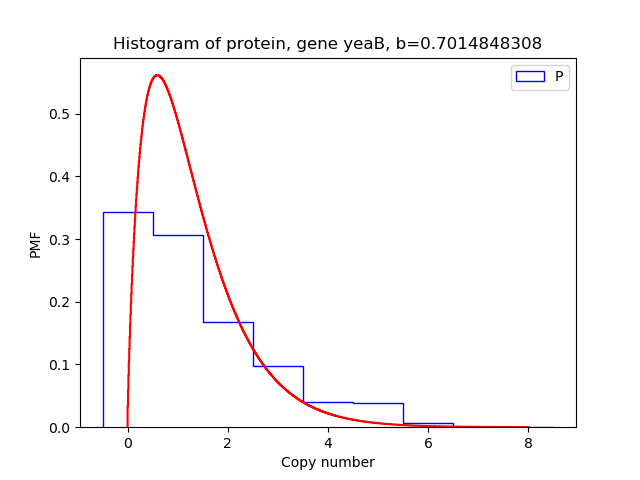 Histogram of protein, gene yeaB, b=0.7014848308
P
PMF
0.5
0.4
0.3
0.2
0.1
0.0
0
2
4
6
8
Copy number